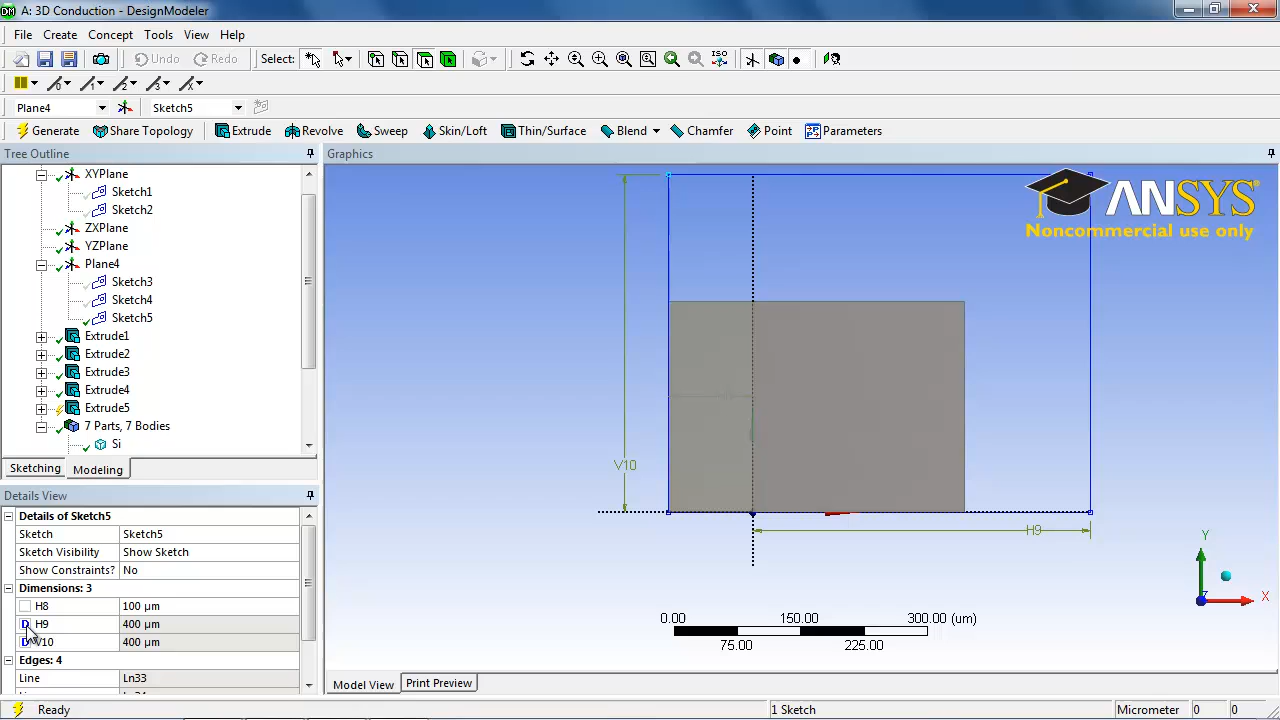 A: 3D Conduction - DesignModeler
File Create Concept Tools View Help
Undo Redo Select: ISO
Plane4 Sketch5
Generate Share Topology Extrude Revolve Sweep Skin/Loft Thin/Surface Blend Chamfer Point Parameters
Tree Outline
XYPlane
Sketch1
Sketch2
ZXPlane
YZPlane
Plane4
Sketch3
Sketch4
Sketch5
Extrude1
Extrude2
Extrude3
Extrude4
Extrude5
7 Parts, 7 Bodies
Si
Sketching Modeling
Details View
Details of Sketch5
Sketch Sketch5
Sketch Visibility Show Sketch
Show Constraints? No
Dimensions: 3
H8 100 µm
D H9 400 µm
D V10 400 µm
Edges: 4
Line Ln33
Graphics
ANSYS
Noncommercial use only
V10
H9
0.00 150.00 300.00 (um)
75.00 225.00
Y
X
Model View Print Preview
Ready 1 Sketch Micrometer 0 0